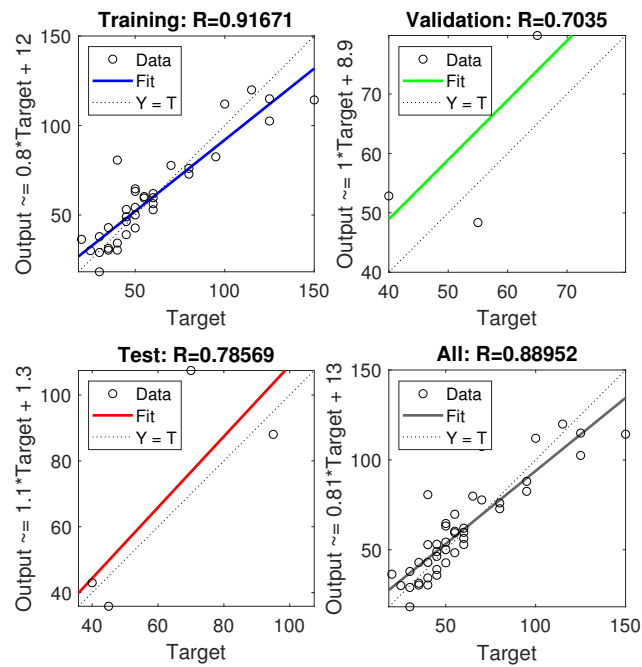 Training: R=0.91671
Output ~= 0.8*Target + 12
150
100
50
Data
Fit
Y = T
50
100
150
Target
Validation: R=0.7035
Output ~= 1*Target + 8.9
70
60
50
40
Data
Fit
Y = T
40
50
60
70
Target
Test: R=0.78569
Output ~= 1.1*Target + 1.3
100
80
60
40
Data
Fit
Y = T
40
60
80
100
Target
All: R=0.88952
Output ~= 0.81*Target + 13
150
100
50
Data
Fit
Y = T
50
100
150
Target